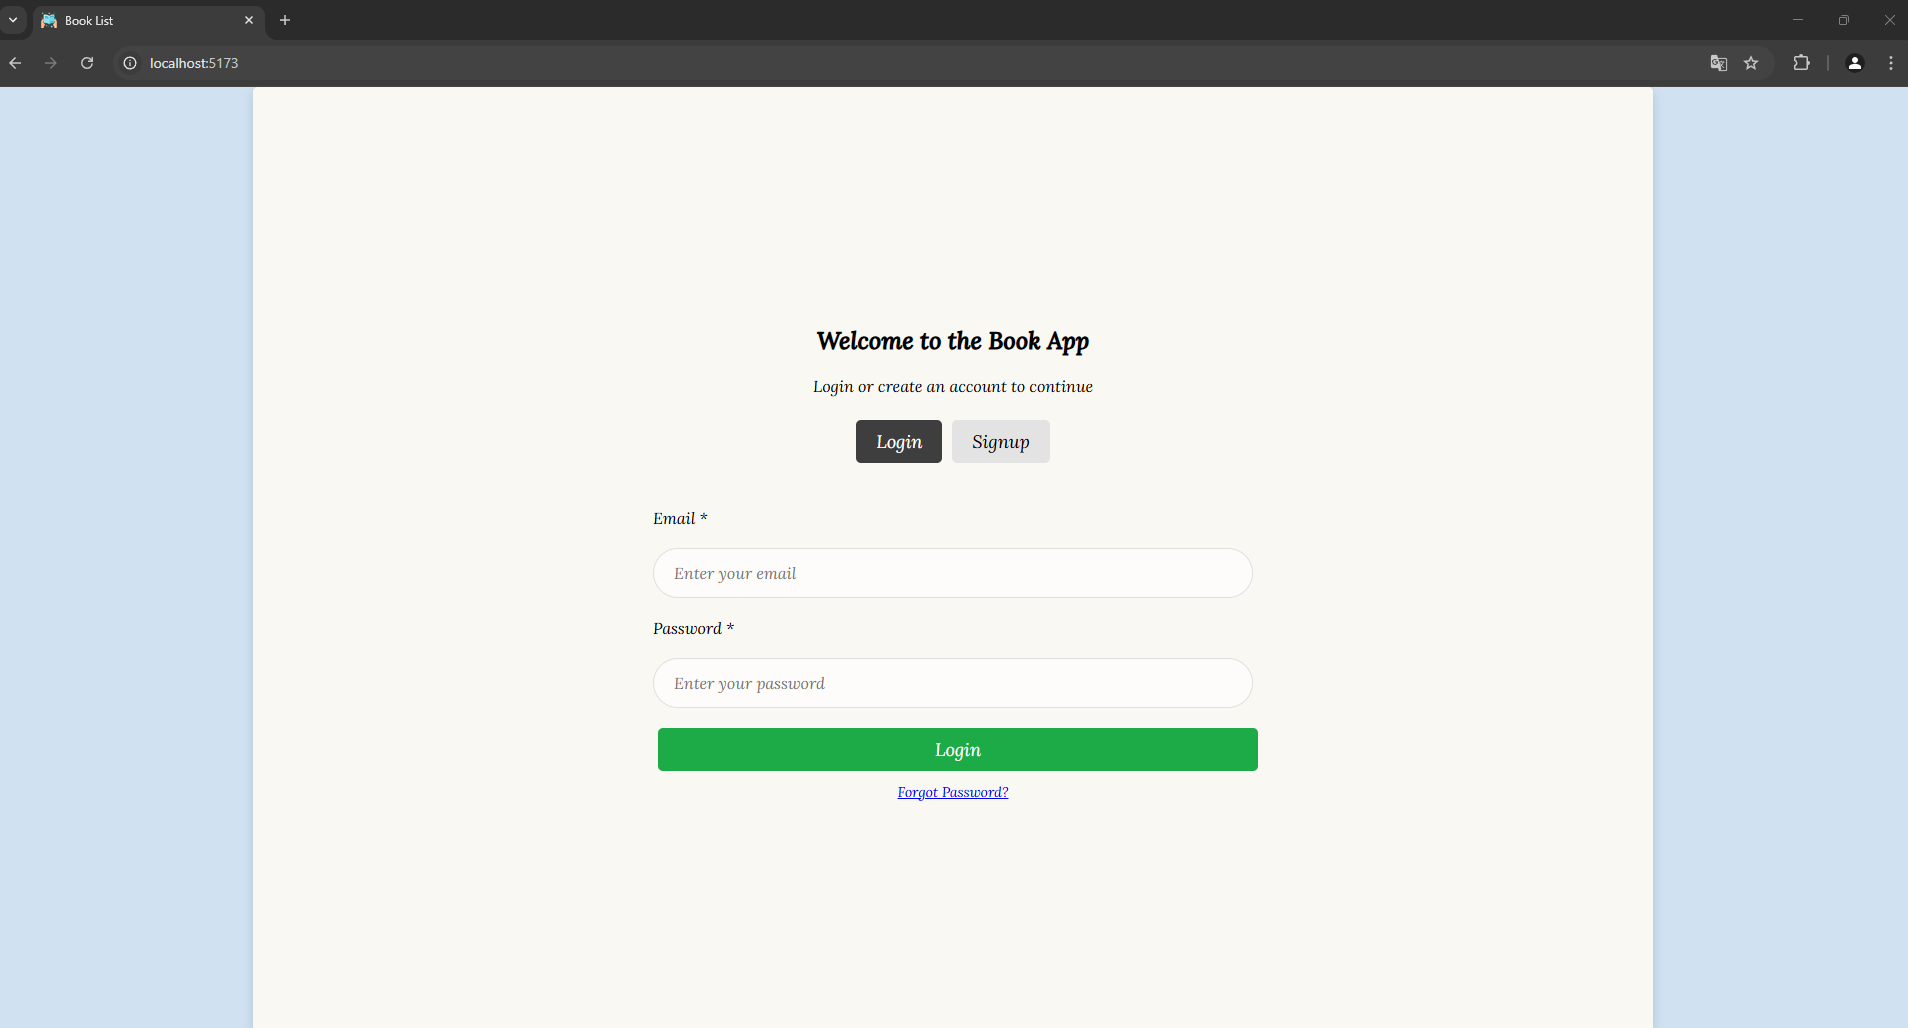 Book List
localhost:5173
Welcome to the Book App
Login or create an account to continue
Login Signup
Email *
Enter your email
Password *
Enter your password
Login
Forgot Password?